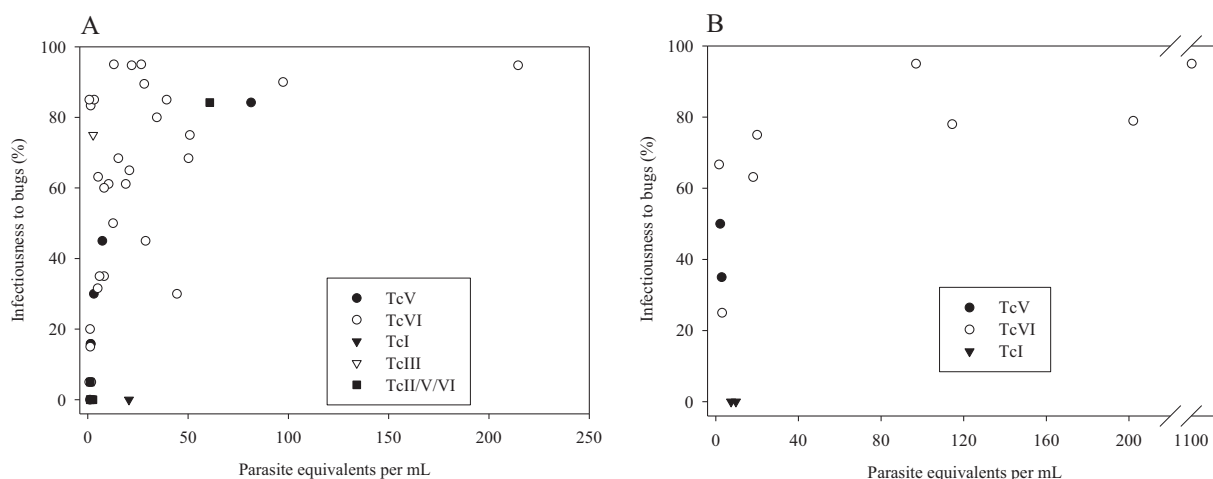 A
Infectiousness to bugs (%)
100
80
60
40
20
0
0 50 100 150 200 250
Parasite equivalents per mL
TcV
TcVI
TcI
TcIII
TcII/V/VI
B
Infectiousness to bugs (%)
100
80
60
40
20
0
0 40 80 120 160 200 1100
Parasite equivalents per mL
TcV
TcVI
TcI